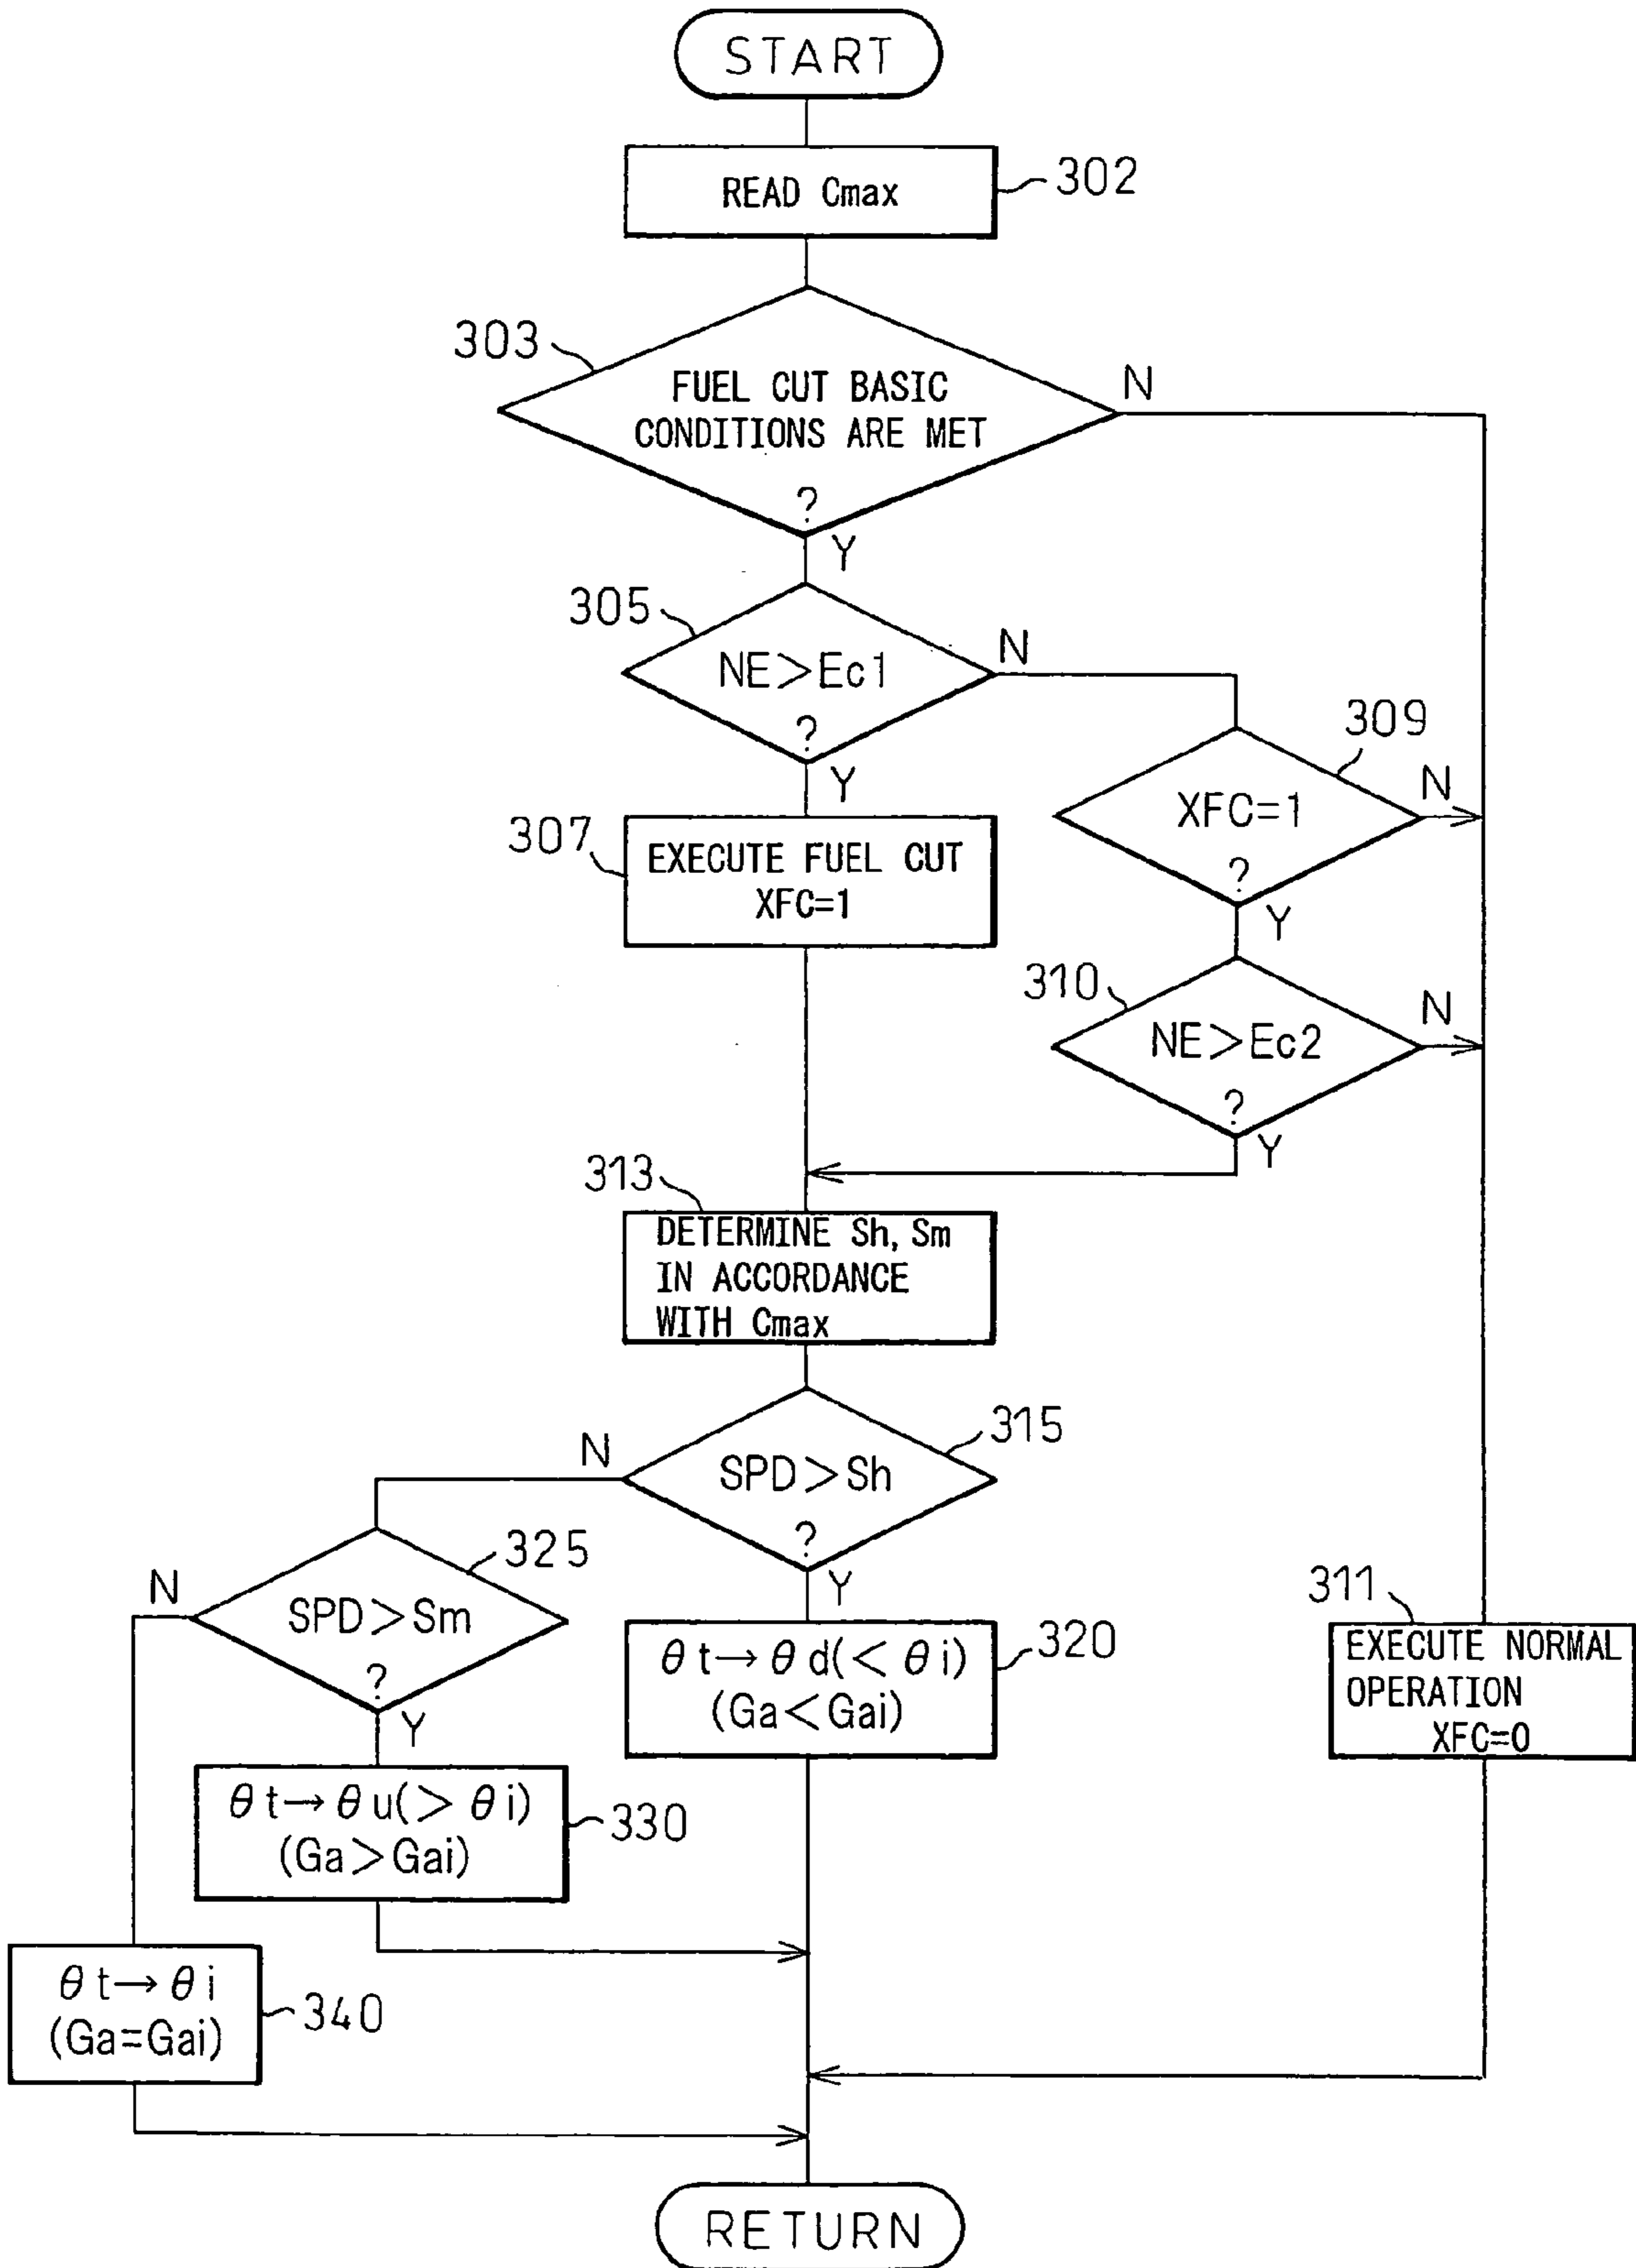 START
READ Cmax
302
303
FUEL CUT BASIC
CONDITIONS ARE MET
?
N
Y
305
NE>Ec1
?
N
Y
309
XFC=1
?
N
Y
307
EXECUTE FUEL CUT
XFC=1
310
NE>Ec2
?
N
Y
313
DETERMINE Sh, Sm
IN ACCORDANCE
WITH Cmax
315
SPD>Sh
?
N
Y
325
SPD>Sm
?
N
Y
320
θt→θd(<θi)
(Ga<Gai)
311
EXECUTE NORMAL
OPERATION
XFC=0
θt→θu(>θi)
(Ga>Gai)
330
θt→θi
(Ga=Gai)
340
RETURN